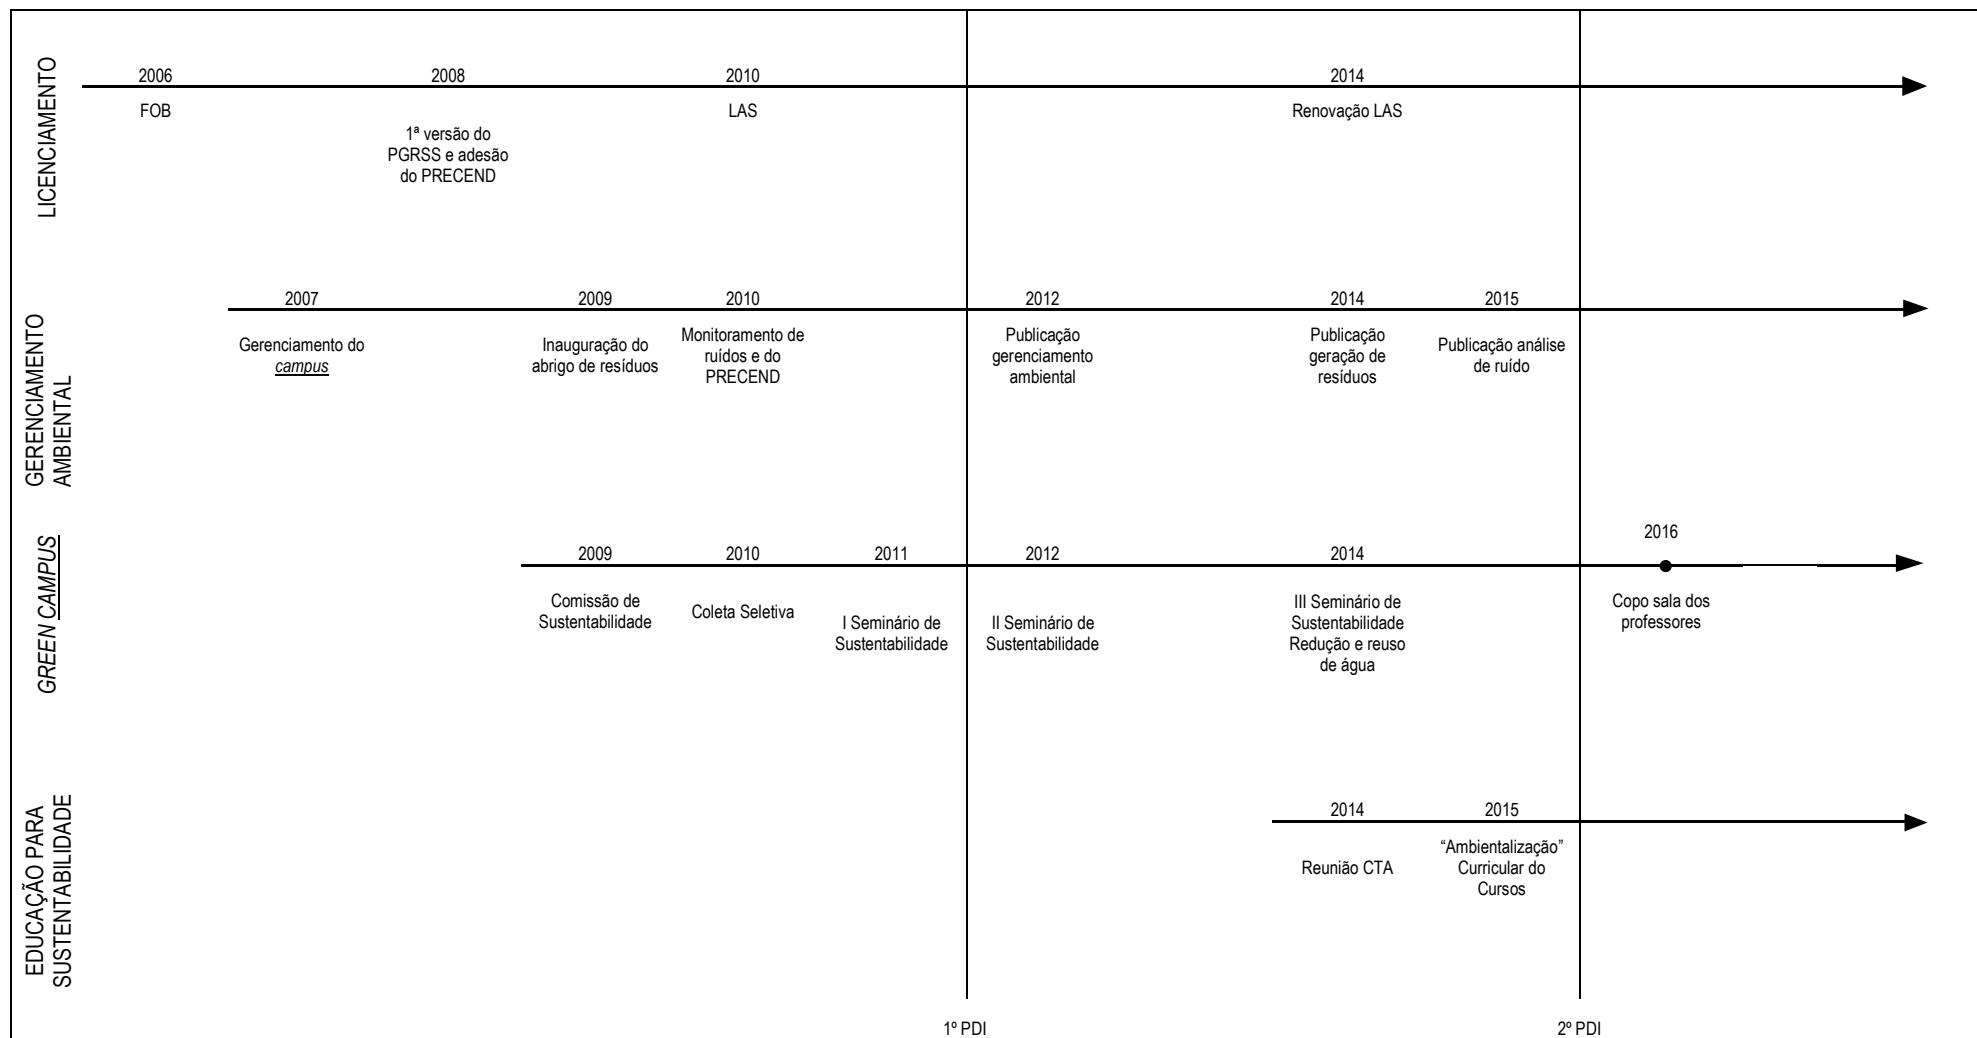 LICENCIAMENTO
2006
2008
2010
2014
FOB
1ª versão do
PGRSS e adesão
do PRECEND
LAS
Renovação LAS
GERENCIAMENTO
AMBIENTAL
2007
2009
2010
2012
2014
2015
Gerenciamento do
campus
Inauguração do
abrigo de resíduos
Monitoramento de
ruídos e do
PRECEND
Publicação
gerenciamento
ambiental
Publicação
geração de
resíduos
Publicação análise
de ruído
GREEN CAMPUS
2009
2010
2011
2012
2014
2016
Comissão de
Sustentabilidade
Coleta Seletiva
I Seminário de
Sustentabilidade
II Seminário de
Sustentabilidade
III Seminário de
Sustentabilidade
Redução e reuso
de água
Copo sala dos
professores
EDUCAÇÃO PARA
SUSTENTABILIDADE
2014
2015
Reunião CTA
“Ambientalização”
Curricular do
Cursos
1º PDI
2º PDI